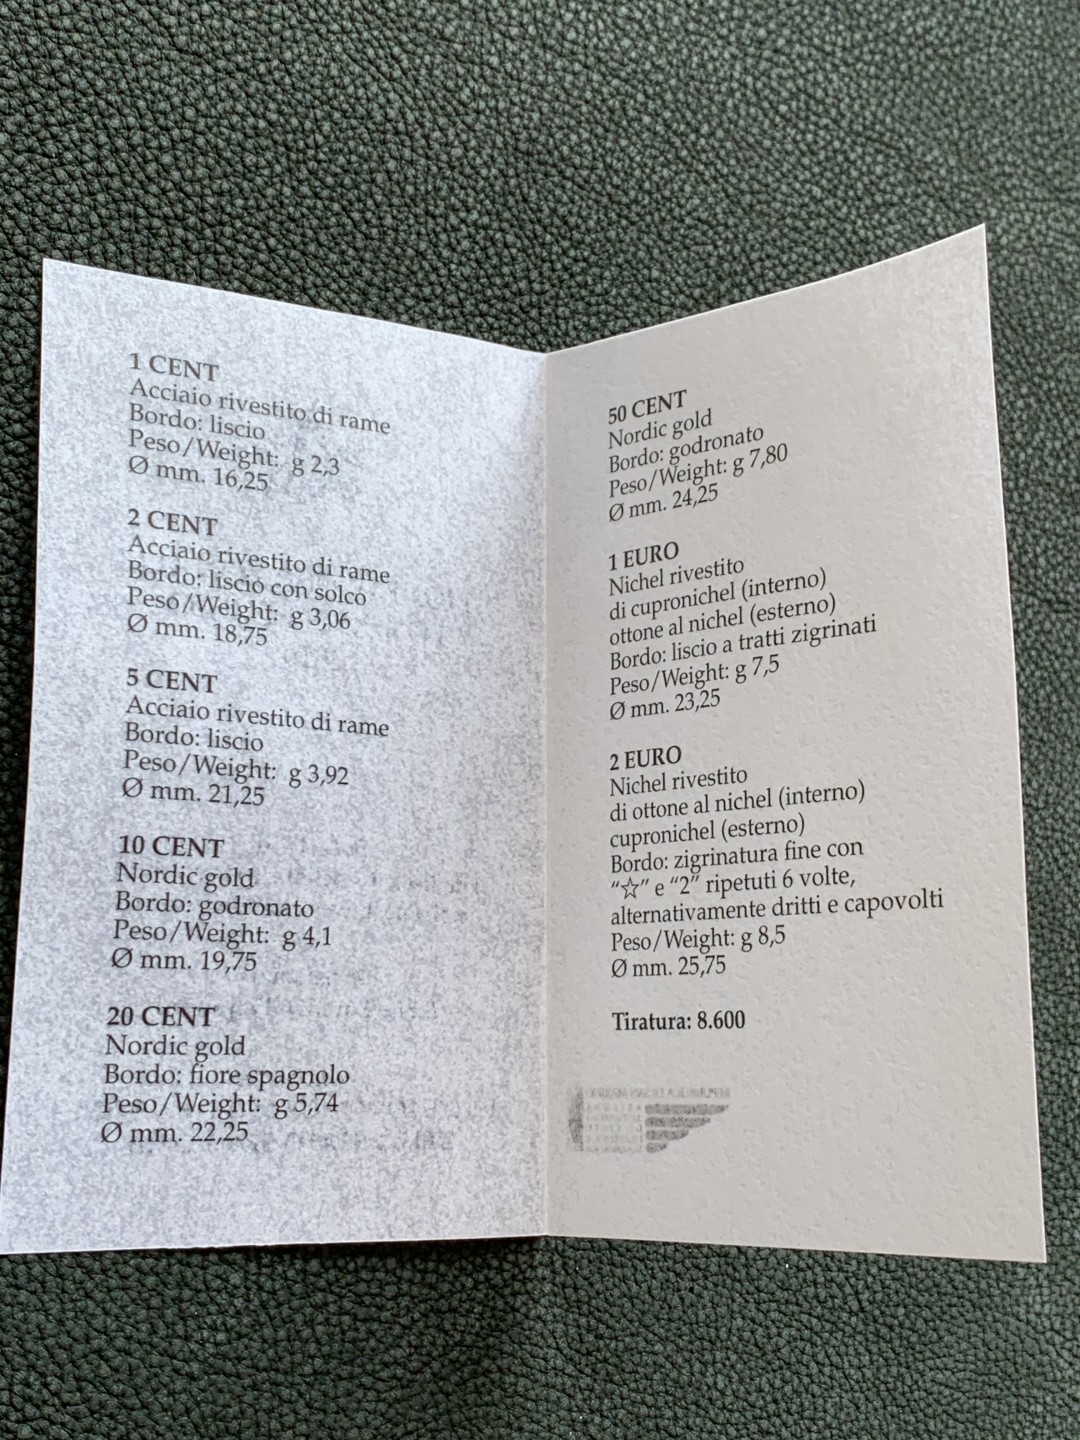 1 CENT
Acciaio rivestito di rame
Bordo: liscio
Peso/Weight: g 2,3
Ø mm. 16,25
2 CENT
Acciaio rivestito di rame
Bordo: liscio con solco
Peso/Weight: g 3,06
Ø mm. 18,75
5 CENT
Acciaio rivestito di rame
Bordo: liscio
Peso/Weight: g 3,92
Ø mm. 21,25
10 CENT
Nordic gold
Bordo: godronato
Peso/Weight: g 4,1
Ø mm. 19,75
20 CENT
Nordic gold
Bordo: fiore spagnolo
Peso/Weight: g 5,74
Ø mm. 22,25
50 CENT
Nordic gold
Bordo: godronato
Peso/Weight: g 7,80
Ø mm. 24,25
1 EURO
Nichel rivestito
di cupronichel (interno)
ottone al nichel (esterno)
Bordo: liscio a tratti zigrinati
Peso/Weight: g 7,5
Ø mm. 23,25
2 EURO
Nichel rivestito
di ottone al nichel (interno)
cupronichel (esterno)
Bordo: zigrinatura fine con
“☆” e “2” ripetuti 6 volte,
alternativamente dritti e capovolti
Peso/Weight: g 8,5
Ø mm. 25,75
Tiratura: 8.600